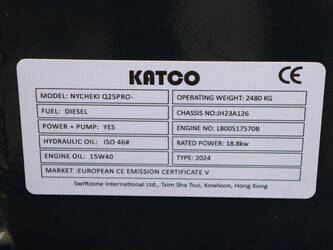 KATCO CE
MODEL: NYCHEKI Q25PRO- OPERATING WEIGHT: 2480 KG
FUEL: DIESEL CHASSIS NO:JH23A126
POWER + PUMP: YES ENGINE NO: L800517570B
HYDRAULIC OIL: ISO 46# RATED POWER: 18.8kw
ENGINE OIL: 15W40 TYPE: 2024
MARKET :EUROPEAN CE EMISSION CERTIFICATE V
Swiftzone International Ltd., Tsim Sha Tsui, Kowloon, Hong Kong